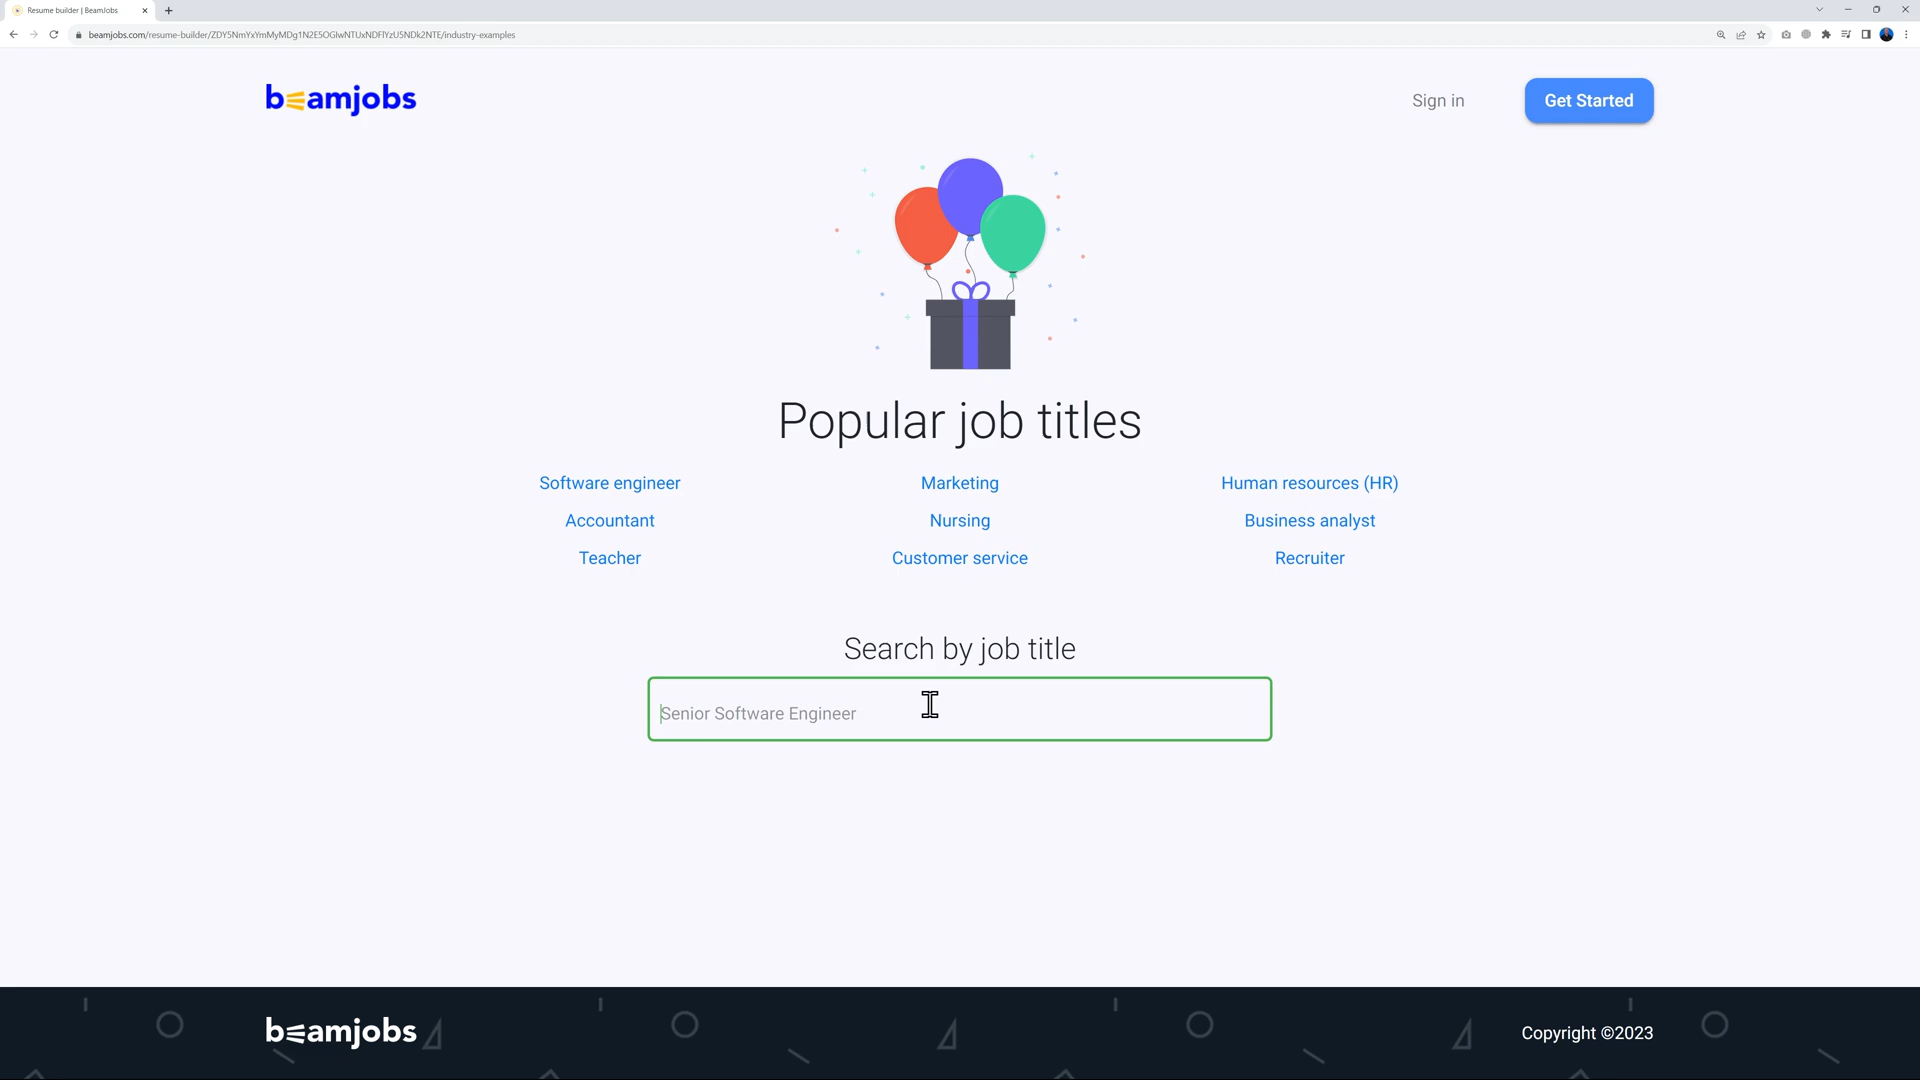 Resume builder | BeamJobs
beamjobs.com/resume-builder/ZDY5NmYxYmMyMDg1N2E5OGIwNTUxNDFlYzU5NDk2NTE/industry-examples
beamjobs
Sign in
Get Started
Popular job titles
Software engineer
Marketing
Human resources (HR)
Accountant
Nursing
Business analyst
Teacher
Customer service
Recruiter
Search by job title
Senior Software Engineer
beamjobs
Copyright ©2023